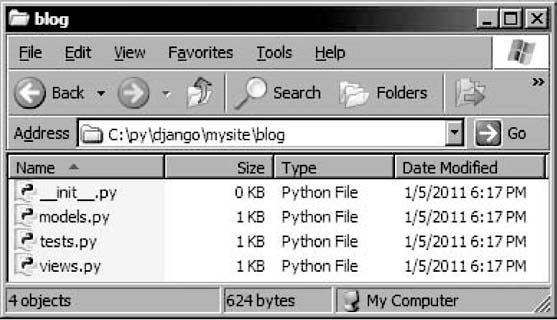 blog
File Edit View Favorites Tools Help
Back Search Folders »
Address C:\py\django\mysite\blog Go
Name Size Type Date Modified
__init__.py 0 KB Python File 1/5/2011 6:17 PM
models.py 1 KB Python File 1/5/2011 6:17 PM
tests.py 1 KB Python File 1/5/2011 6:17 PM
views.py 1 KB Python File 1/5/2011 6:17 PM
4 objects 624 bytes My Computer